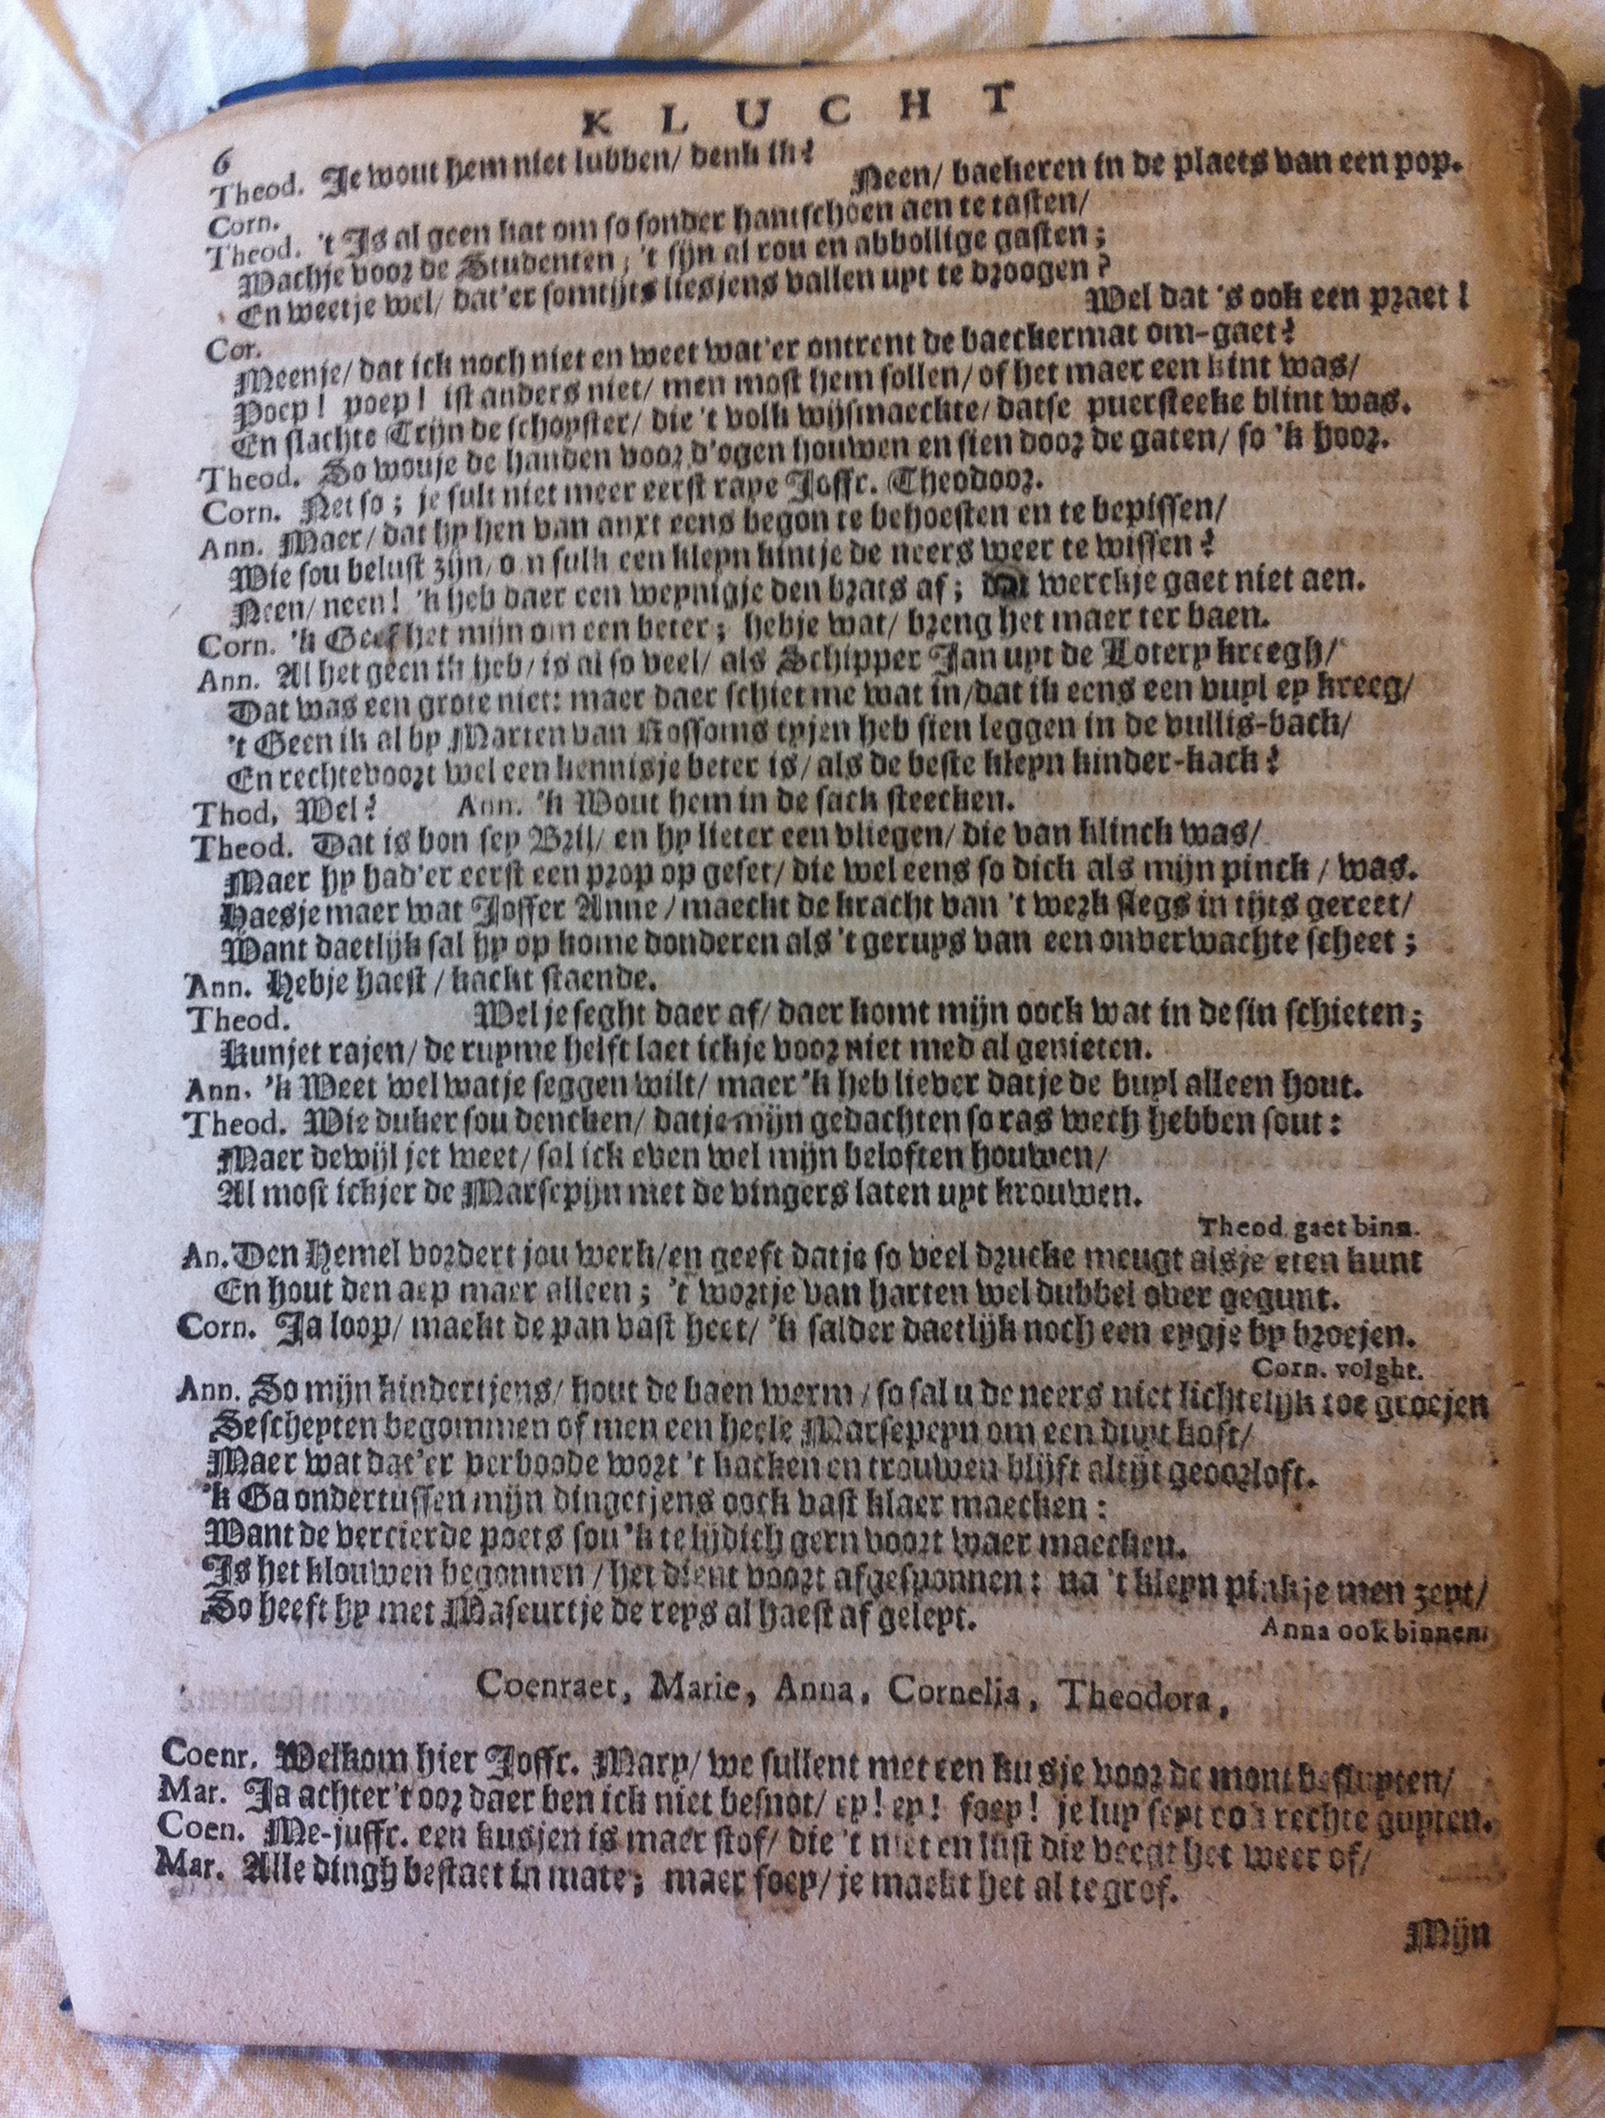 KLUCHT
6
Theod. Je wout hem niet lubben/ denk ik?
Corn. Neen/ baekeren in de plaets van een pop.
Theod. 't Is al geen kat om so sonder hantschoen aen te tasten/
Wachje voor de Studenten; 't sijn al rou en abbollige gasten;
En weetje wel/ dat'er somtijts liesjens vallen uyt te droogen?
Cor. Wel dat 's ook een praet!
Meenje/ dat ick noch niet en weet wat'er ontrent de baeckermat om-gaet?
Poep! poep! ist anders niet/ men most hem sollen/ of het maer een kint was/
En slachte Trijn de schoyster/ die 't volk wijsmaeckte/ datse puersteeke blint was.
Theod. So wouje de handen voor d'ogen houwen en sien door de gaten/ so 'k hoor.
Corn. Net so; je sult niet meer eerst rape Joffr. Theodoor.
Ann. Maer/ dat hy hen van anxt eens begon te behoesten en te bepissen/
Wie sou belust zijn/ om sulk een kleyn kintje de neers weer te wissen?
Neen/ neen! 'k heb daer een weynigje den brats af; dat werckje gaet niet aen.
Corn. 'k Geef het mijn om een beter; hebje wat/ breng het maer ter baen.
Ann. Al het geen ik heb/ is al so veel/ als Schipper Jan uyt de Lotery kreegh/
Dat was een grote niet: maer daer schiet me wat in/ dat ik eens een vuyl ey kreeg/
't Geen ik al by Marten van Rossoms tyjen heb sien leggen in de vullis-back/
En rechtevoort wel een kennisje beter is/ als de beste kleyn kinder-kack?
Thod, Wel? Ann. 'k Wout hem in de sack steecken.
Theod. Dat is bon sey Bril/ en hy lieter een vliegen/ die van klinck was/
Maer hy had'er eerst een prop op geset/ die wel eens so dick als mijn pinck / was.
Haesje maer wat Joffer Anne / maeckt de kracht van 't werk slegs in tijts gereet/
Want daetlijk sal hy op kome donderen als 't geruys van een onverwachte scheet;
Ann. Hebje haest / kackt staende.
Theod. Wel je seght daer af/ daer komt mijn oock wat in de sin schieten;
Kunjet rajen/ de ruyme helft laet ickje voor niet med al genieten.
Ann. 'k Weet wel watje seggen wilt/ maer 'k heb liever datje de buyl alleen hout.
Theod. Wie duker sou dencken/ datje mijn gedachten so ras wech hebben sout:
Maer dewijl jet weet/ sal ick even wel mijn beloften houwen/
Al most ickjer de Marsepijn met de vingers laten uyt krouwen.
Theod. gaet binn.
An. Den Hemel vordert jou werk/ en geeft datje so veel drucke meugt alsje eten kunt
En hout den aep maer alleen; 't wortje van harten wel dubbel over gegunt.
Corn. Ja loop/ maekt de pan vast heet/ 'k salder daetlijk noch een eygje by broejen.
Corn. volght.
Ann. So mijn kindertjens/ hout de baen werm / so sal u de neers niet lichtelijk toe groejen
Seschepten begommen of men een heele Marsepeyn om een duyt koft/
Maer wat dat'er verboode wort 't kacken en trouwen blijft altijt geoorloft.
'k Ga ondertussen mijn dingetjens oock vast klaer maecken:
Want de vercierde poets sou 'k te lijdich gern voort waer maecken.
Is het klouwen begonnen / het dient voort afgesponnen: na 't kleyn pinkje men zeyt/
So heeft hy met Maseurtje de reys al haest af geleyt.
Anna ook binnen.
Coenraet, Marie, Anna, Cornelia, Theodora,
Coenr. Welkom hier Joffr. Mary/ we sullent met een kusje voor de mont besluyten/
Mar. Ja achter 't oor daer ben ick niet besnot/ ey! ey! foey! je luy seyt rechte guyten.
Coen. Me-juffr. een kusjen is maer stof/ die 't niet en lust die veegt het weer of/
Mar. Alle dingh bestaet in mate; maer foey/ je maekt het al te grof.
Mijn